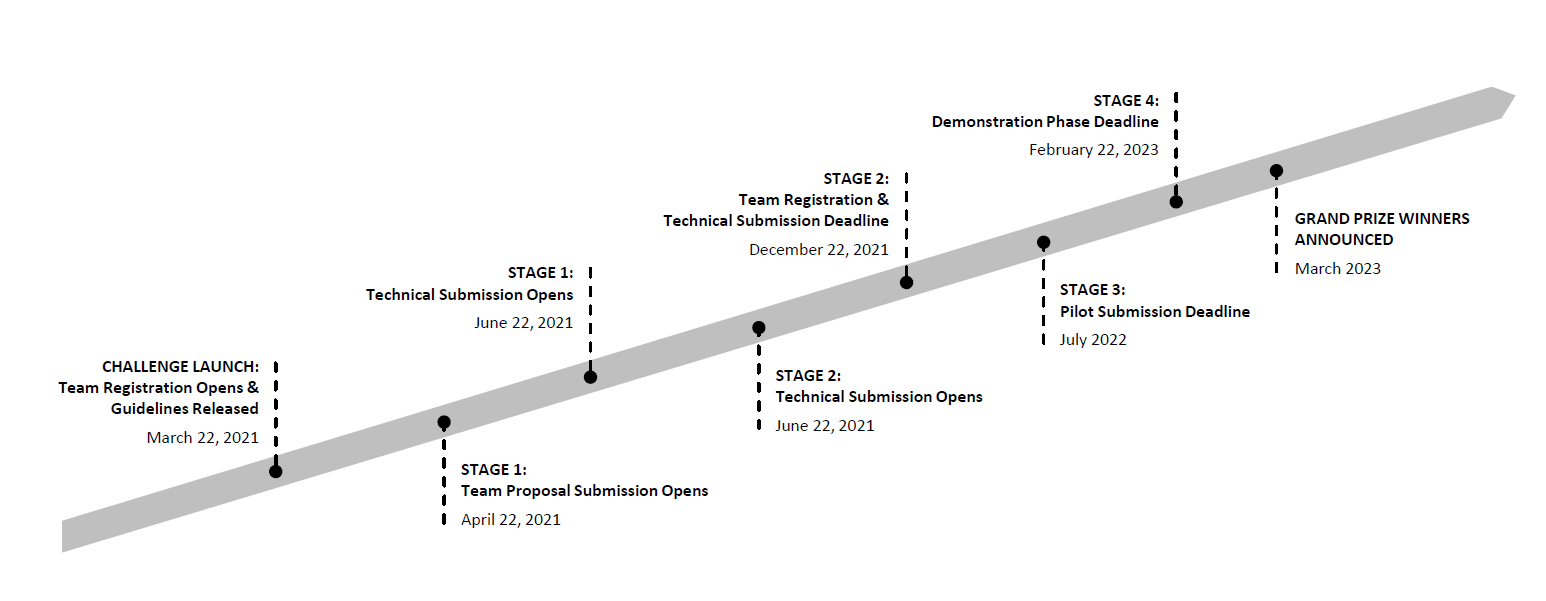 CHALLENGE LAUNCH:
Team Registration Opens &
Guidelines Released
March 22, 2021
STAGE 1:
Team Proposal Submission Opens
April 22, 2021
STAGE 1:
Technical Submission Opens
June 22, 2021
STAGE 2:
Technical Submission Opens
June 22, 2021
STAGE 2:
Team Registration &
Technical Submission Deadline
December 22, 2021
STAGE 3:
Pilot Submission Deadline
July 2022
STAGE 4:
Demonstration Phase Deadline
February 22, 2023
GRAND PRIZE WINNERS
ANNOUNCED
March 2023